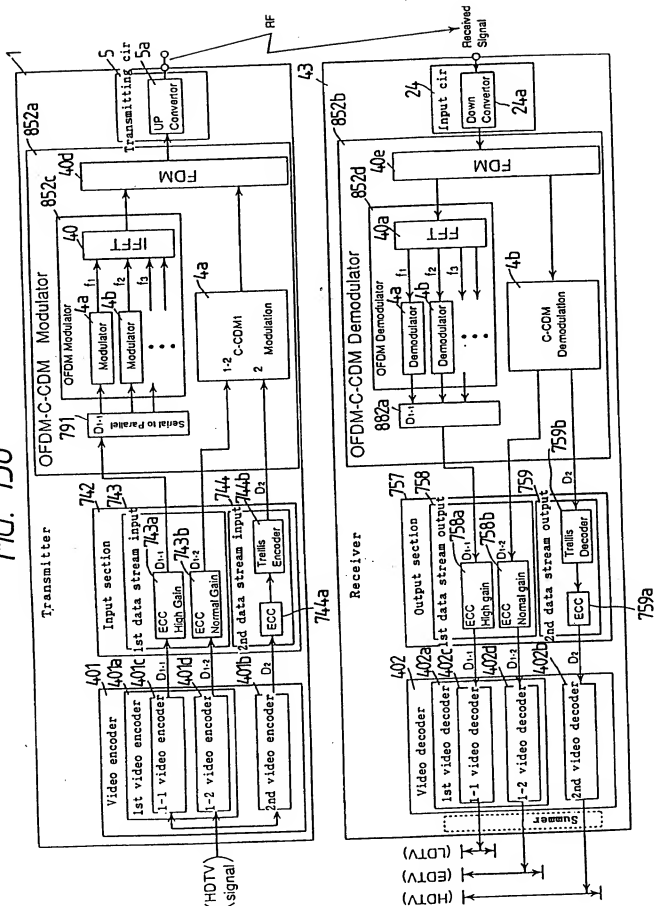 Transmitter
1
Video encoder
401
1st video encoder
401a
401c
1-1 video encoder
401d
1-2 video encoder
401b
2nd video encoder
(HDTV
signal)
D1-1
D1-2
D2
Input section
742
1st data stream input
743
ECC
High Gain
743a
D1-1
ECC
Normal Gain
743b
D1-2
2nd data stream input
744
ECC
744a
Trellis
Encoder
744b
D2
OFDM-C-CDM Modulator
852a
791
D1-1
Serial to Parallel
OFDM Modulator
852c
Modulator
4a
Modulator
4b
f1
f2
f3
IFFT
40
1-2
C-CDM1
2
Modulation
4a
FDM
40d
Transmitting cir
5
UP
Convertor
5a
RF
Receiver
43
Received
Signal
Input cir
24
Down
Convertor
24a
OFDM-C-CDM Demodulator
852b
FDM
40e
OFDM Demodulator
852d
FFT
40a
f1
f2
f3
Demodulator
4a
Demodulator
4b
882a
D1-1
C-CDM
Demodulation
4b
D2
Output section
757
1st data stream output
758
ECC
High gain
758a
ECC
Normal gain
758b
2nd data stream output
759
Trellis
Decoder
759b
ECC
759a
D1-1
D1-2
D2
Video decoder
402
1st video decoder
402a
1-1 video decoder
402c
1-2 video decoder
402d
2nd video decoder
402b
Summer
(LDTV)
(EDTV)
(HDTV)